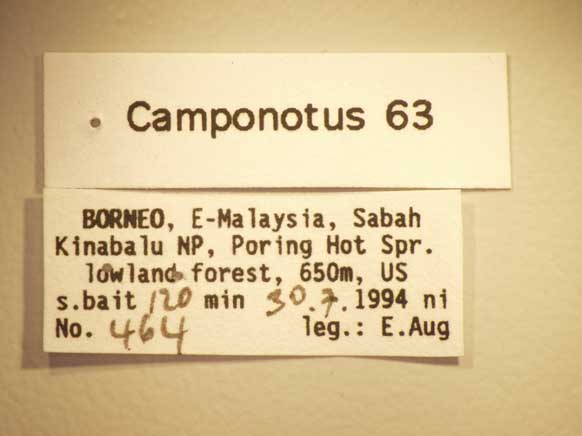 Camponotus 63
BORNEO, E-Malaysia, Sabah
Kinabalu NP, Poring Hot Spr.
lowland forest, 650m, US
s.bait 120 min 30.7.1994 ni
No. 464 leg.: E.Aug